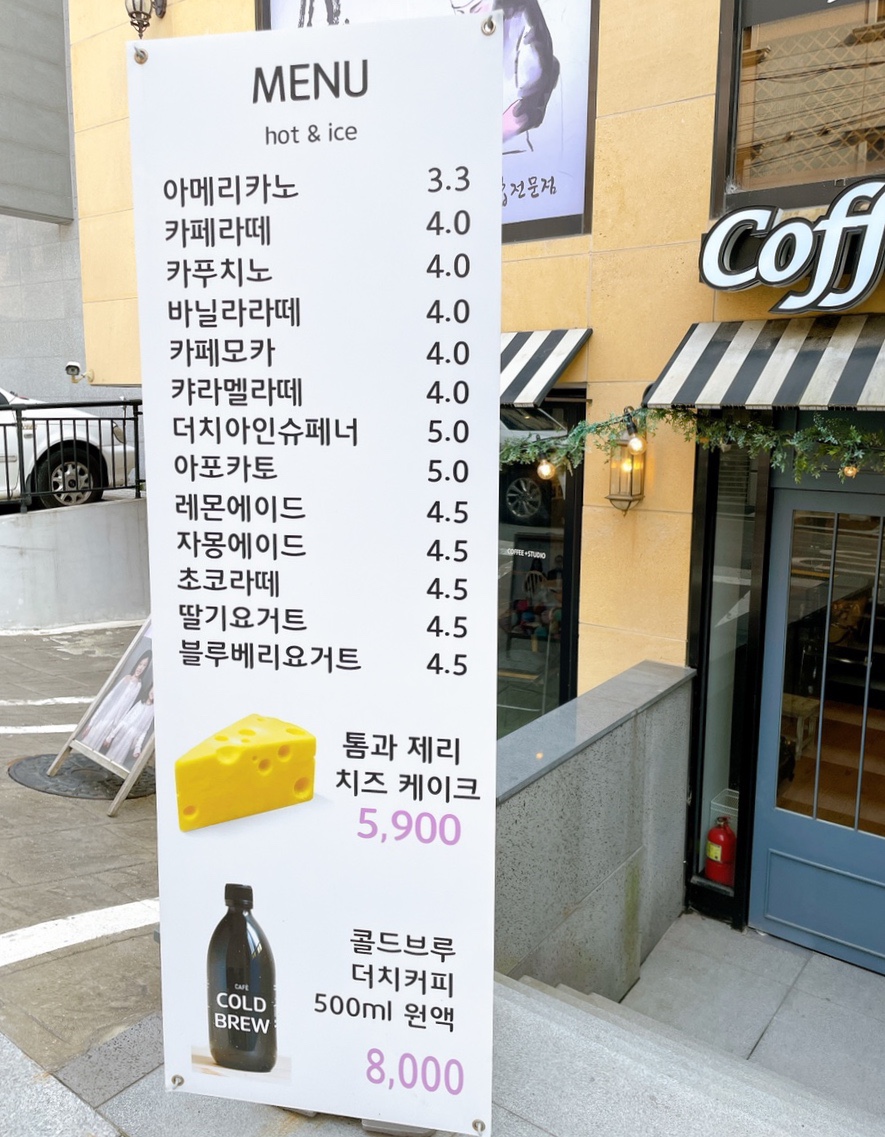 MENU
hot & ice
아메리카노 3.3
카페라떼 4.0
카푸치노 4.0
바닐라라떼 4.0
카페모카 4.0
캬라멜라떼 4.0
더치아인슈페너 5.0
아포카토 5.0
레몬에이드 4.5
자몽에이드 4.5
초코라떼 4.5
딸기요거트 4.5
블루베리요거트 4.5
톰과 제리
치즈 케이크
5,900
CAFÉ
COLD
BREW
콜드브루
더치커피
500ml 원액
8,000
전문점
Coff
COFFEE+STUDIO